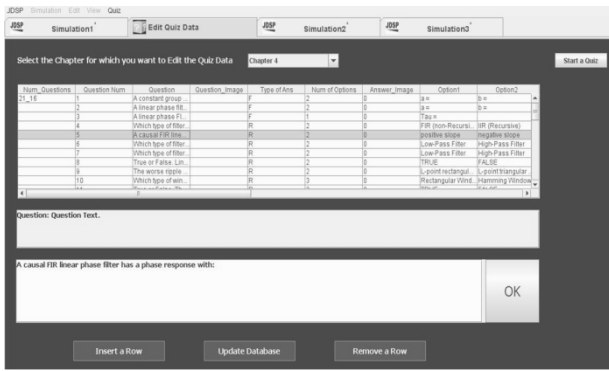 JDSP Simulation Edit View Quiz
JDSP Simulation1 Edit Quiz Data JDSP Simulation2 JDSP Simulation3
Select the Chapter for which you want to Edit the Quiz Data Chapter 4 Start a Quiz
Num_Questions Question Num Question Question_Image Type of Ans Num of Options Answer_Image Option1 Option2
21_16 1 A constant group ... F 2 0 a = b =
2 A linear phase filt... F 2 0 a = b =
3 A linear phase FI... F 1 0 Tau =
4 Which type of filter... R 2 0 FIR (non-Recursi... IIR (Recursive)
5 A causal FIR line... R 2 0 positive slope negative slope
6 Which type of filter... R 2 0 Low-Pass Filter High-Pass Filter
7 Which type of filter... R 2 0 Low-Pass Filter High-Pass Filter
8 True or False. Lin... R 2 0 TRUE FALSE
9 The worse ripple ... R 2 0 L-point rectangul... L-point triangular ...
10 Which type of win... R 3 0 Rectangular Wind... Hamming Window
Question: Question Text.
A causal FIR linear phase filter has a phase response with:
OK
Insert a Row Update Database Remove a Row